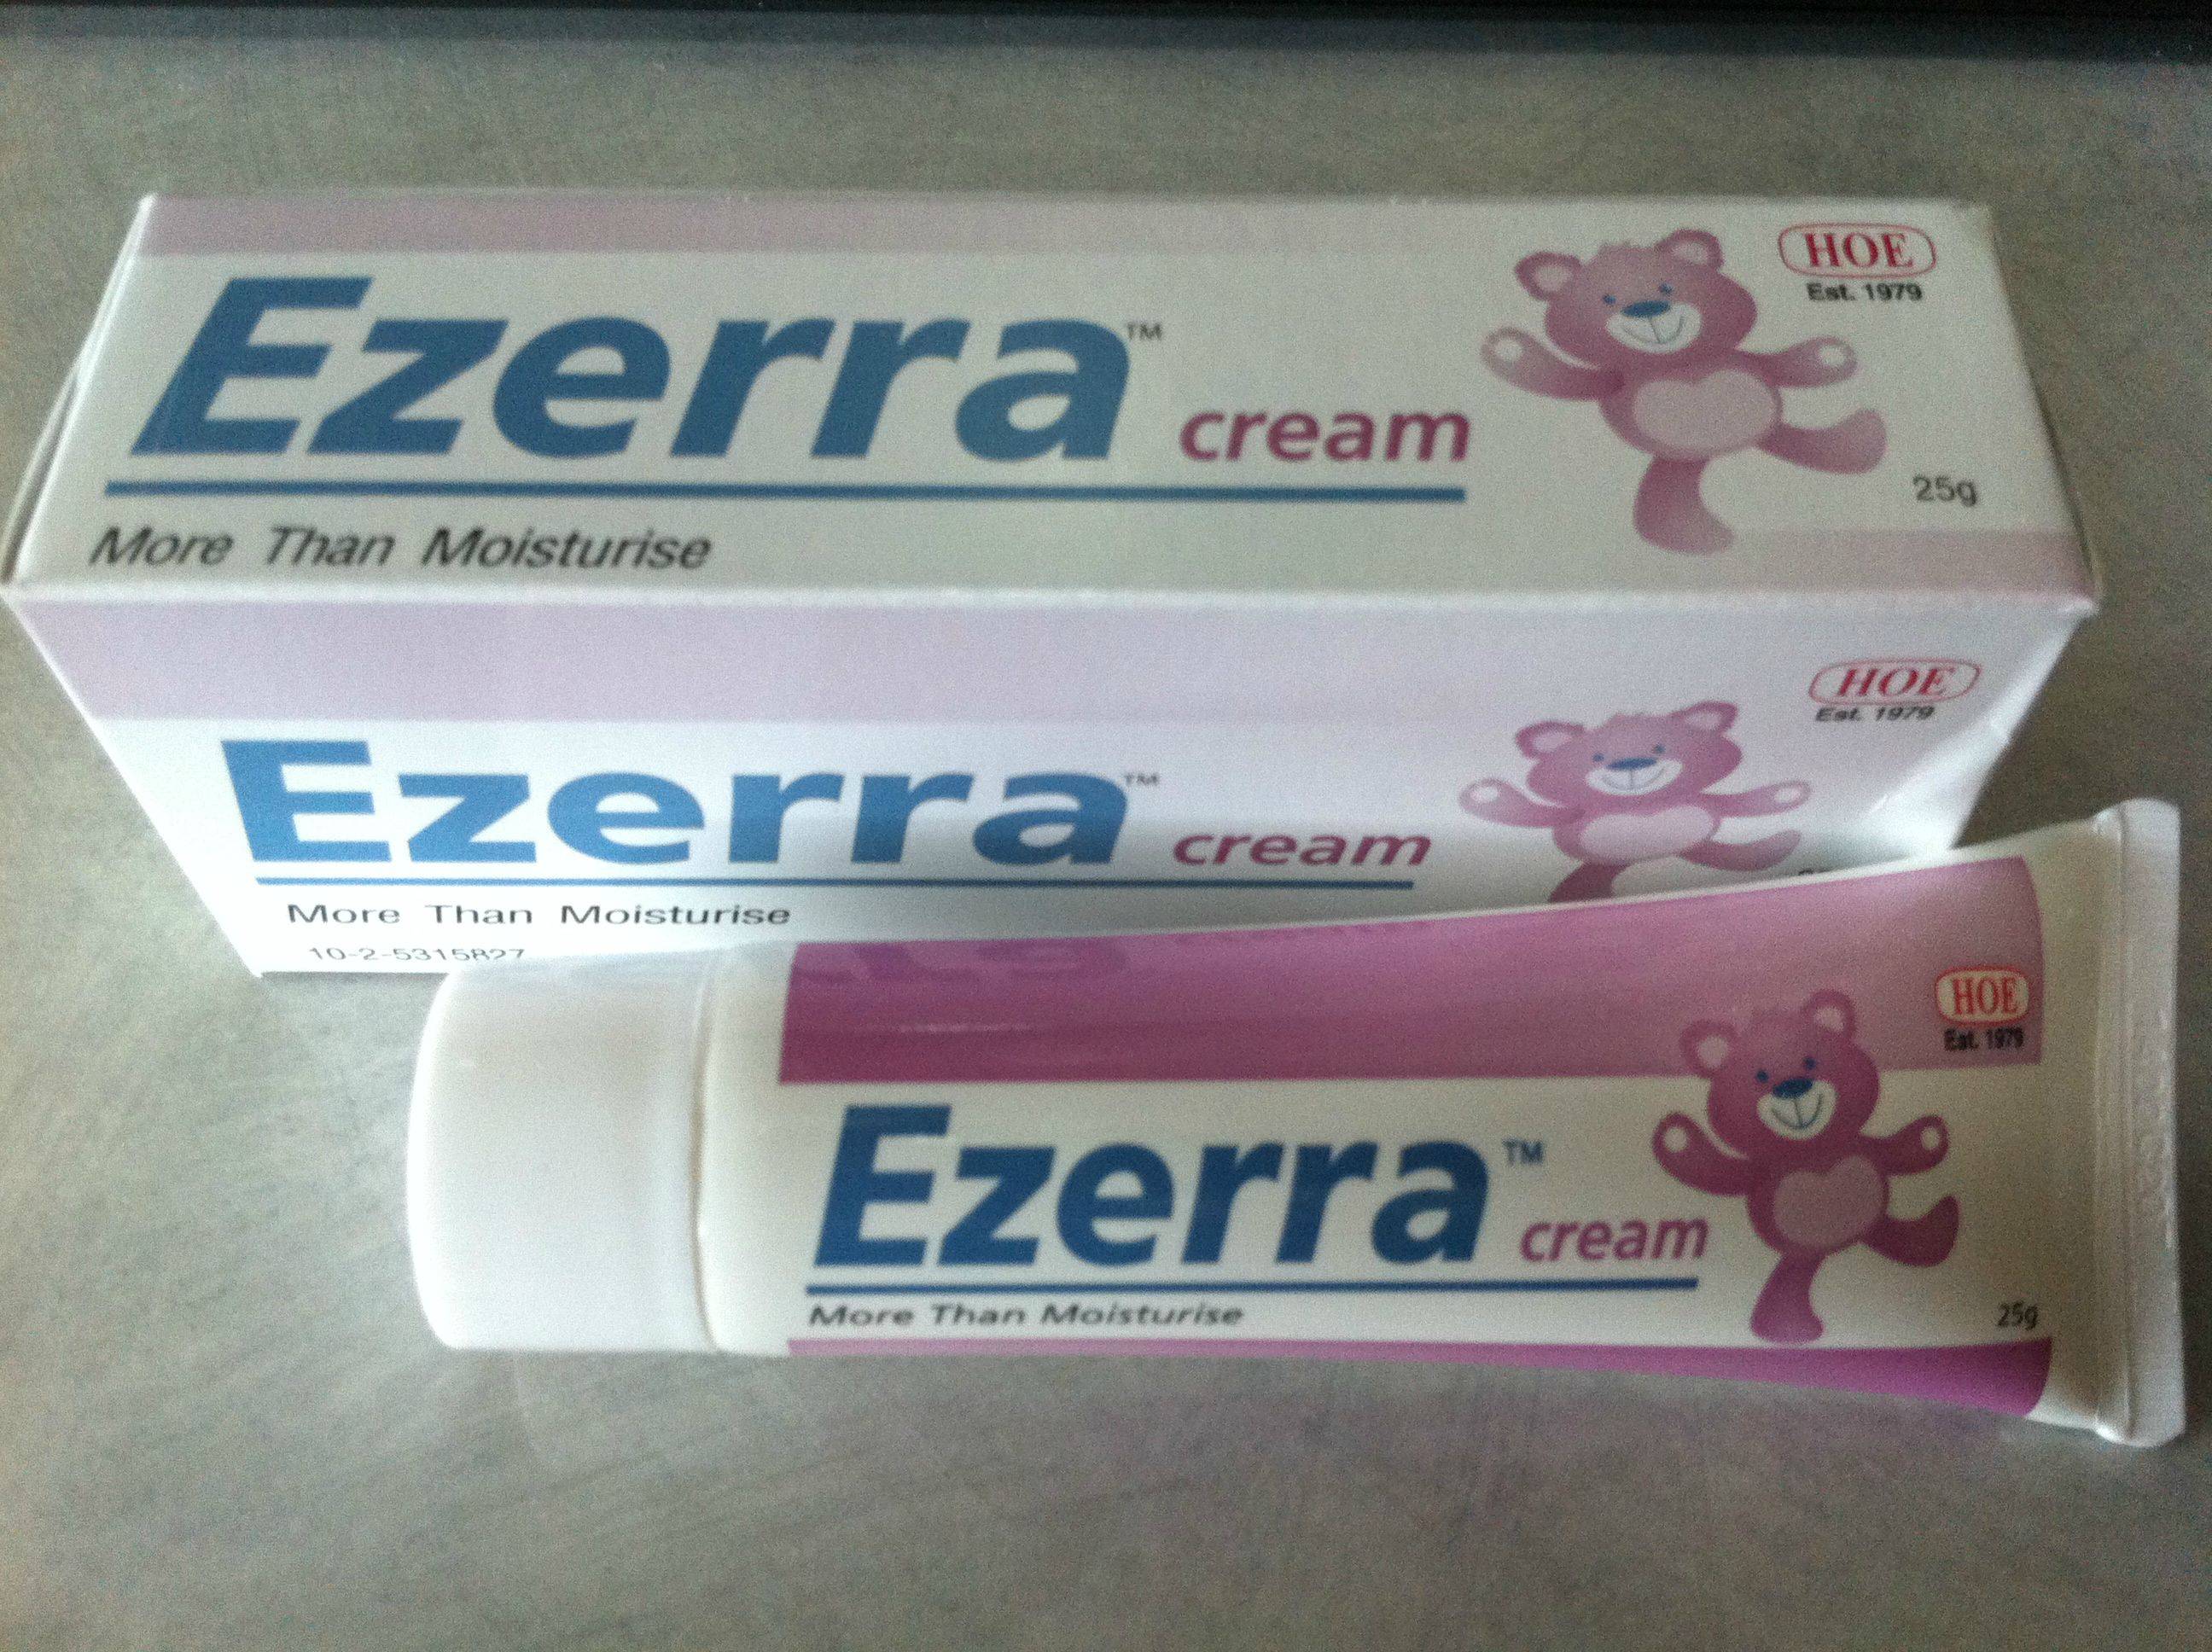 HOE
Est. 1979
Ezerra™ cream
25g
More Than Moisturise
HOE
Est. 1979
Ezerra™ cream
More Than Moisturise
10-2-5315827
HOE
Est. 1979
Ezerra™ cream
More Than Moisturise
25g